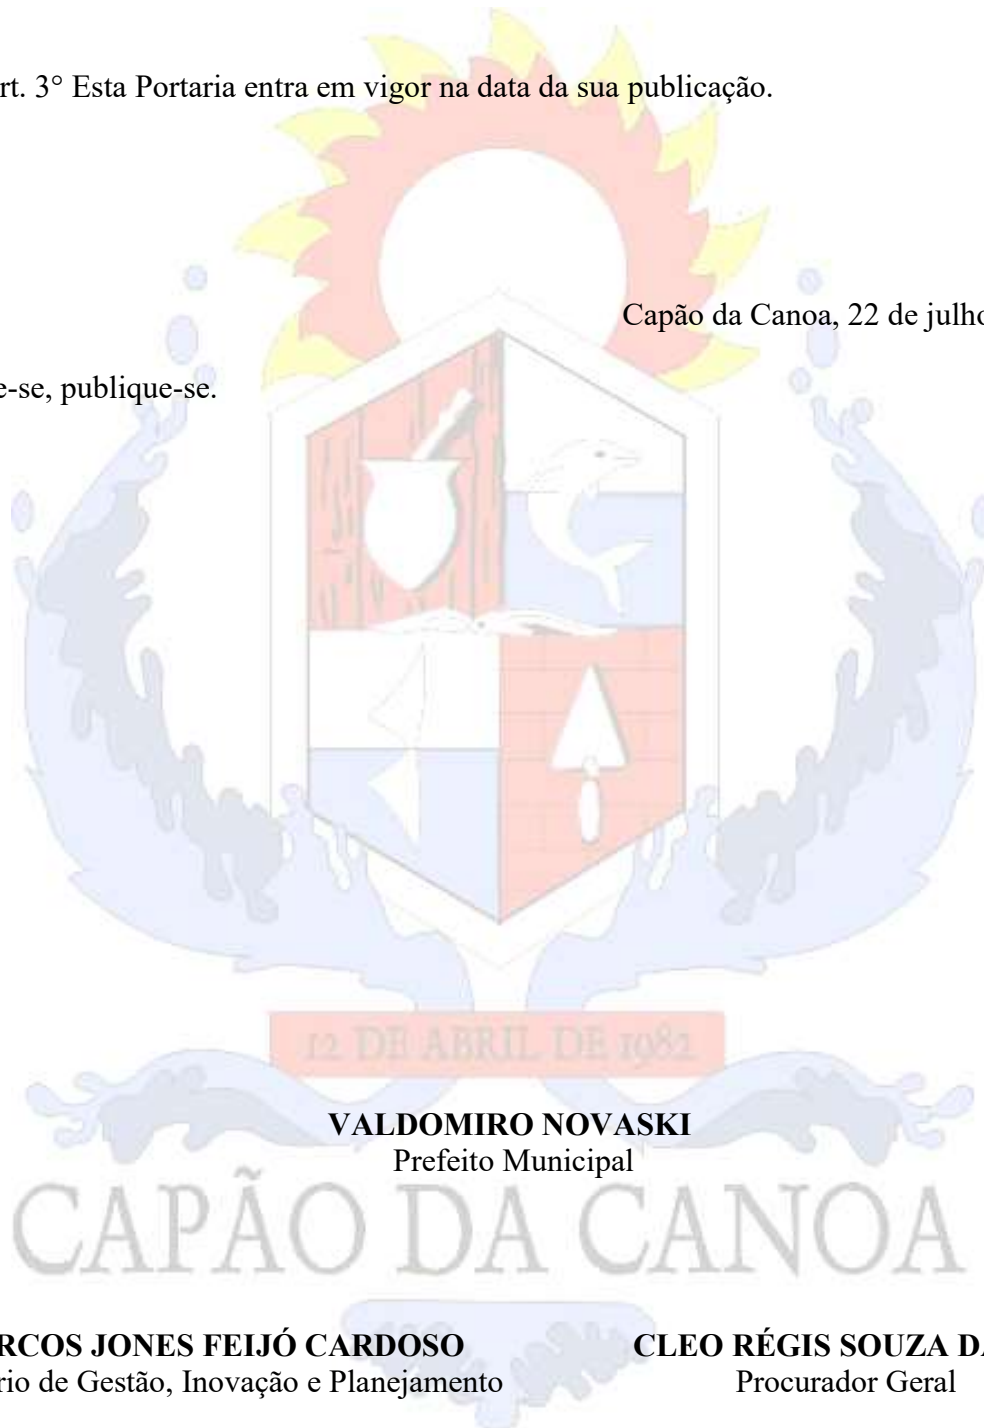 rt. 3° Esta Portaria entra em vigor na data da sua publicação.
Capão da Canoa, 22 de julho
e-se, publique-se.
12 DE ABRIL DE 1982
VALDOMIRO NOVASKI
Prefeito Municipal
CAPÃO DA CANOA
RCOS JONES FEIJÓ CARDOSO CLEO RÉGIS SOUZA DA
rio de Gestão, Inovação e Planejamento Procurador Geral